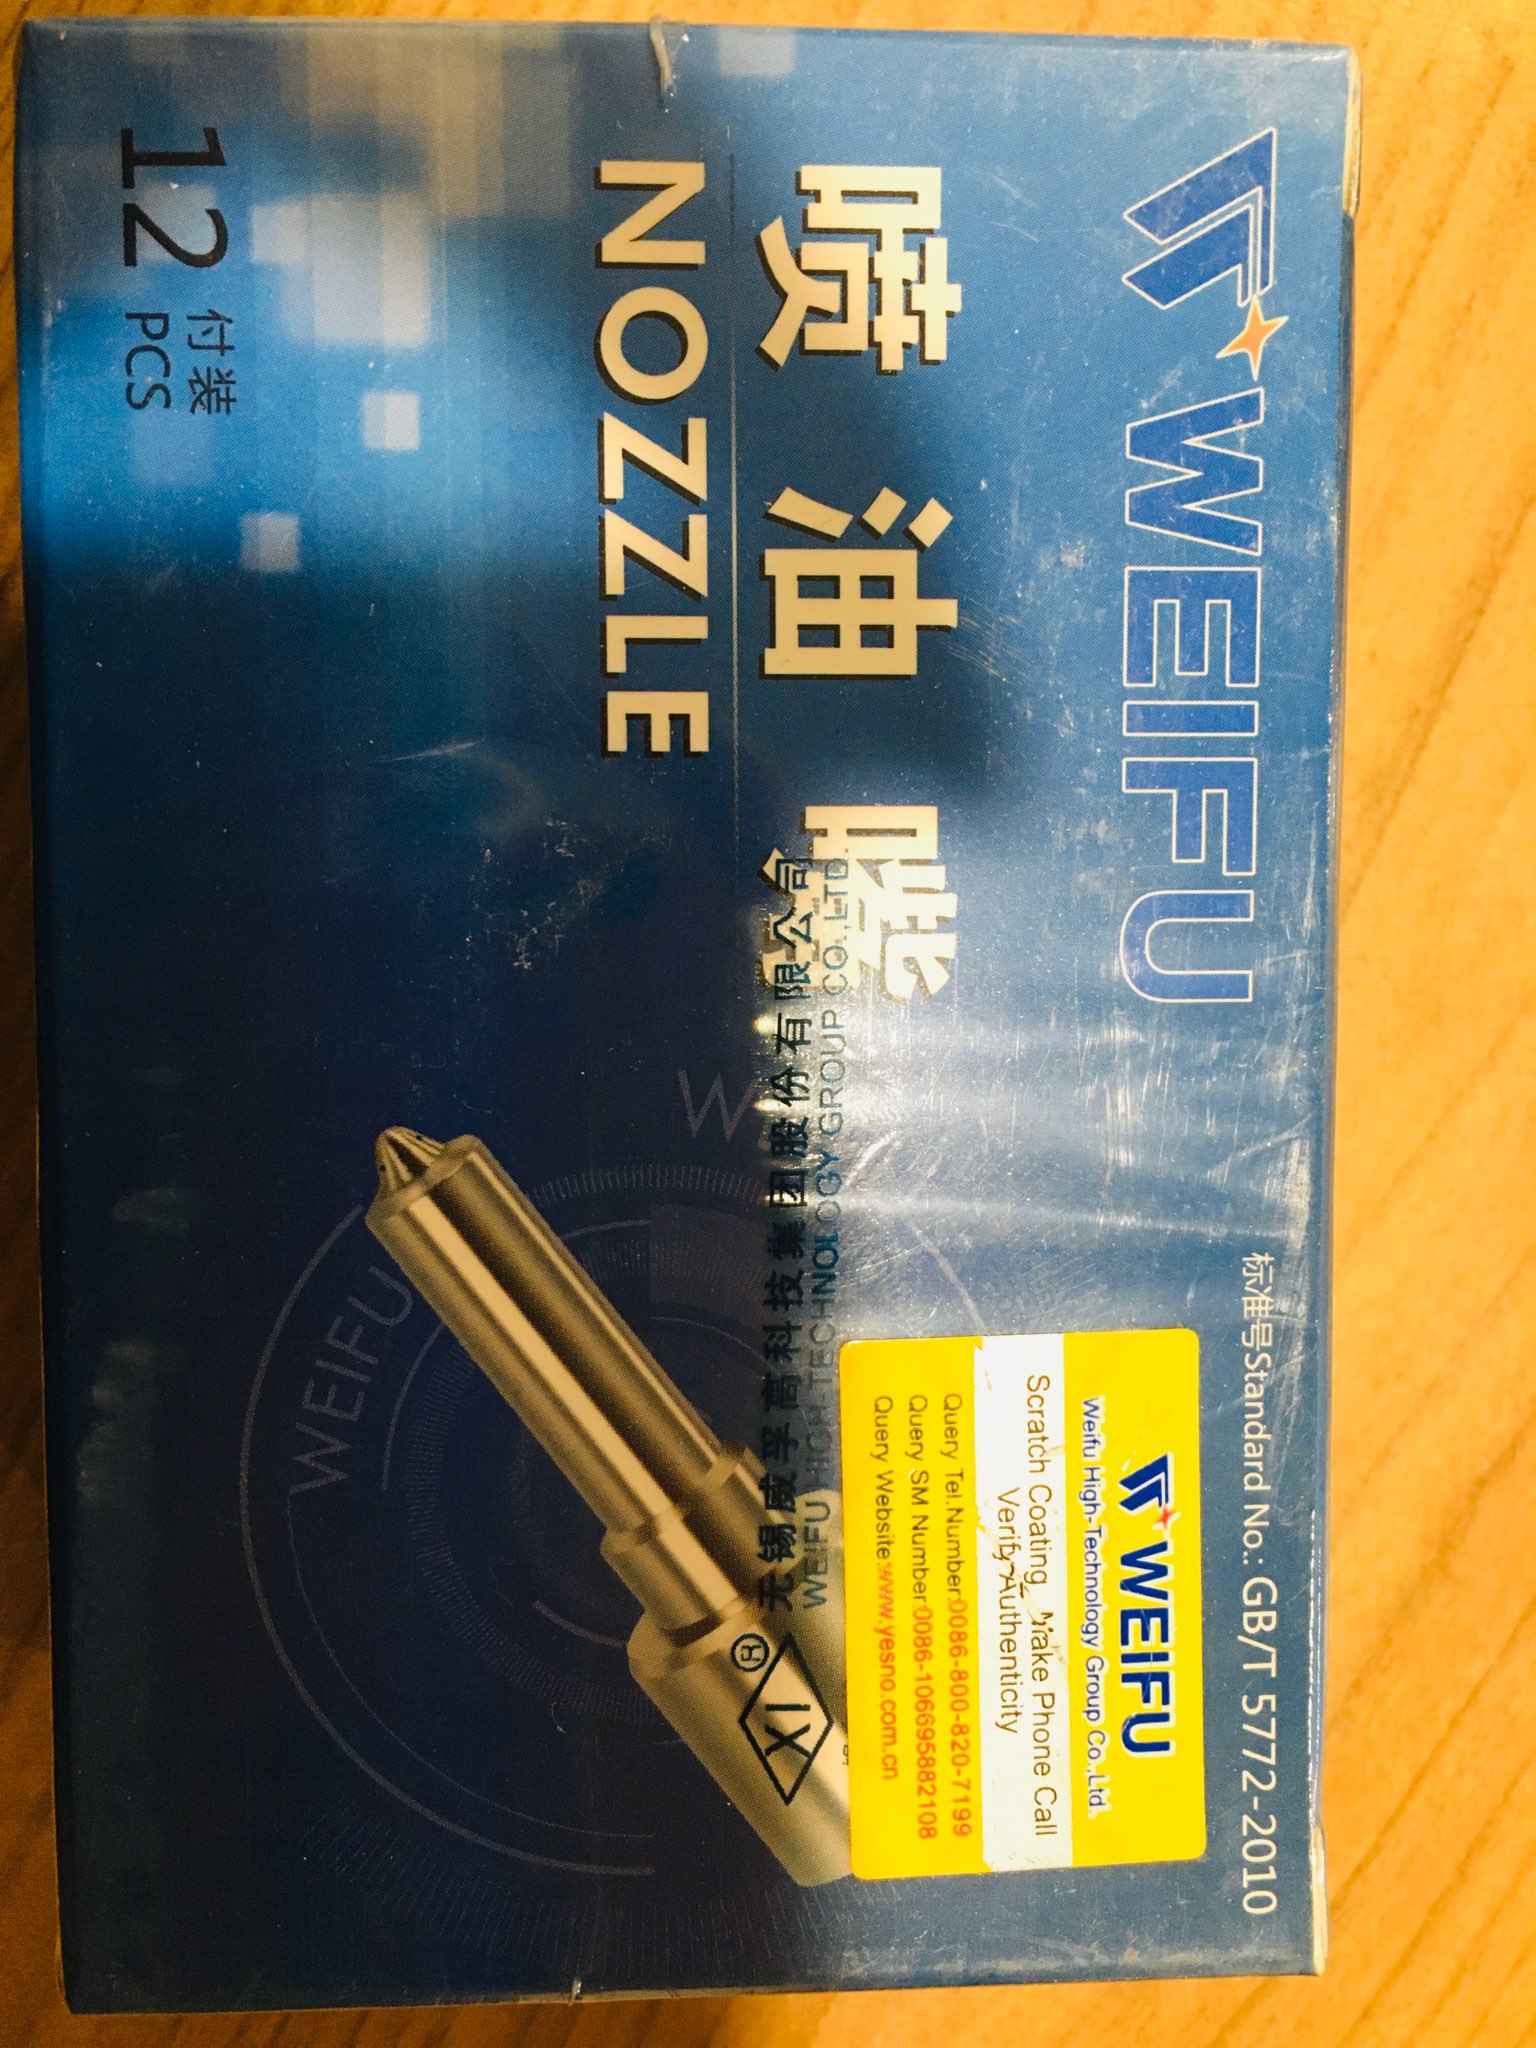 WEIFU
标准号Standard No.: GB/T 5772-2010
喷油嘴
NOZZLE
12 付装
PCS
WEIFU
Weifu High-Technology Group Co.,Ltd.
Scratch Coating, Make Phone Call
Verify Authenticity
Query Tel.Number:0086-800-820-7199
Query SM Number:0086-106695882108
Query Website:www.yesno.com.cn
无锡威孚高科技集团股份有限公司
WEIFU HIGH-TECHNOLOGY GROUP CO.,LTD.
XI
®
WEIFU
W